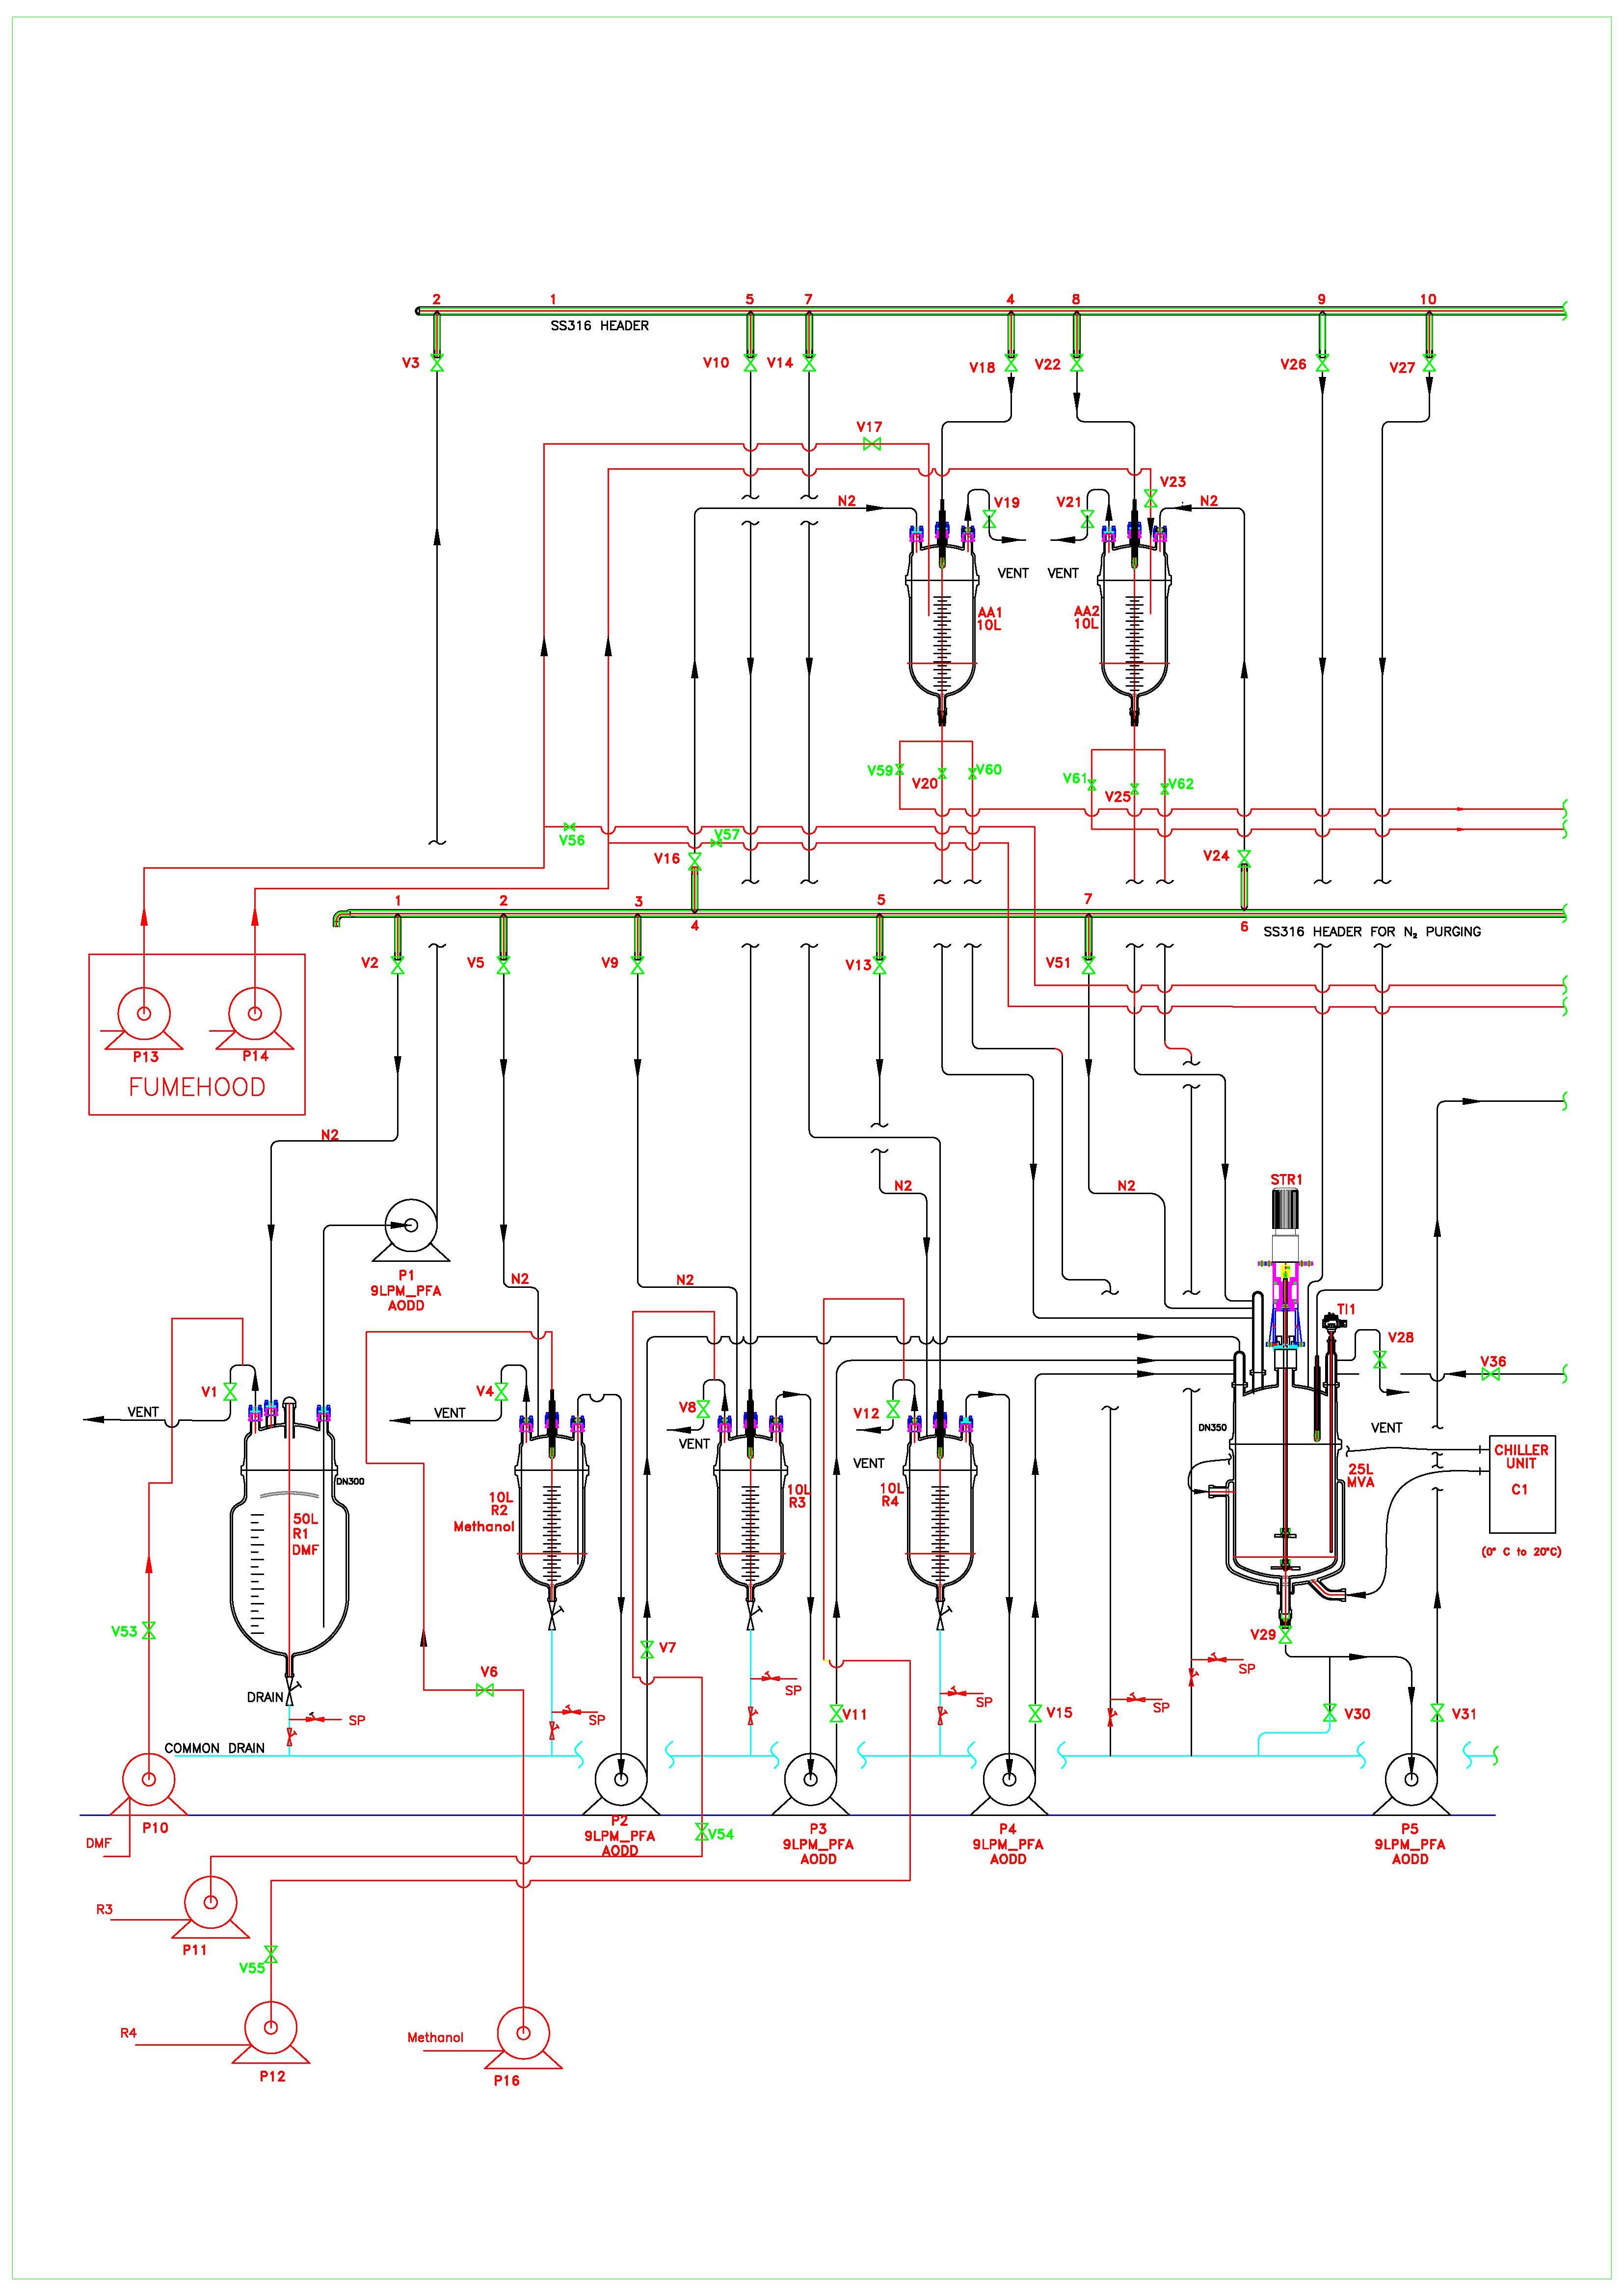 2 1 5 7 4 8 9 10
SS316 HEADER
V3 V10 V14 V18 V22 V26 V27
V17
V23
N2 V19 V21 N2
VENT VENT
AA1
10L
AA2
10L
V59 V20 V60
V61 V25 V62
V56
V57
V16 V24
1 2 3 4 5 7 6
SS316 HEADER FOR N₂ PURGING
V2 V5 V9 V13 V51
P13 P14
FUMEHOOD
N2
N2 N2
STR1
P1
9LPM_PFA
AODD
N2 N2
TI1
V28
V36
V1 V4 V8 V12
VENT VENT VENT VENT VENT
DN300
DN350
CHILLER
UNIT
C1
(0° C to 20°C)
25L
MVA
50L
R1
DMF
10L
R2
Methanol
10L
R3
10L
R4
V53
V7
V29
V6
DRAIN
SP SP SP SP SP SP
V11 V15 V30 V31
COMMON DRAIN
P10
DMF
P2
9LPM_PFA
AODD
V54
P3
9LPM_PFA
AODD
P4
9LPM_PFA
AODD
P5
9LPM_PFA
AODD
R3
P11
V55
R4
P12
Methanol
P16